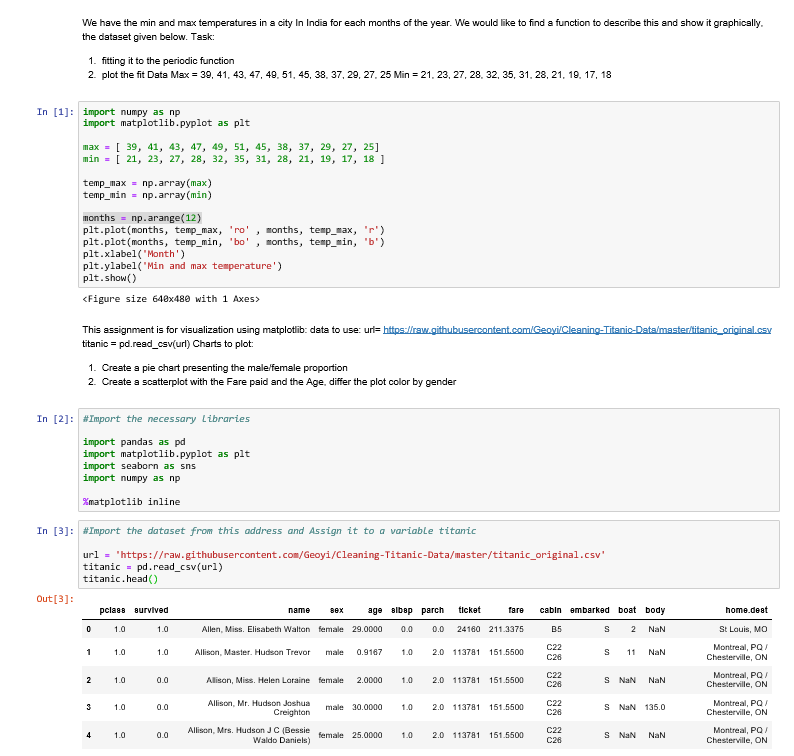 We have the min and max temperatures in a city In India for each months of the year. We would like to find a function to describe this and show it graphically,
the dataset given below. Task:
1. fitting it to the periodic function
2. plot the fit Data Max = 39, 41, 43, 47, 49, 51, 45, 38, 37, 29, 27, 25 Min = 21, 23, 27, 28, 32, 35, 31, 28, 21, 19, 17, 18
In [1]: import numpy as np
import matplotlib.pyplot as plt
max = [ 39, 41, 43, 47, 49, 51, 45, 38, 37, 29, 27, 25]
min = [ 21, 23, 27, 28, 32, 35, 31, 28, 21, 19, 17, 18 ]
temp_max = np.array(max)
temp_min = np.array(min)
months = np.arange(12)
plt.plot(months, temp_max, 'ro' , months, temp_max, 'r')
plt.plot(months, temp_min, 'bo' , months, temp_min, 'b')
plt.xlabel('Month')
plt.ylabel('Min and max temperature')
plt.show()
<Figure size 640x480 with 1 Axes>
This assignment is for visualization using matplotlib: data to use: url= https://raw.githubusercontent.com/Geoyi/Cleaning-Titanic-Data/master/titanic_original.csv
titanic = pd.read_csv(url) Charts to plot:
1. Create a pie chart presenting the male/female proportion
2. Create a scatterplot with the Fare paid and the Age, differ the plot color by gender
In [2]: #Import the necessary libraries
import pandas as pd
import matplotlib.pyplot as plt
import seaborn as sns
import numpy as np
%matplotlib inline
In [3]: #Import the dataset from this address and Assign it to a variable titanic
url = 'https://raw.githubusercontent.com/Geoyi/Cleaning-Titanic-Data/master/titanic_original.csv'
titanic = pd.read_csv(url)
titanic.head()
Out[3]:
pclass survived name sex age sibsp parch ticket fare cabin embarked boat body home.dest
0 1.0 1.0 Allen, Miss. Elisabeth Walton female 29.0000 0.0 0.0 24160 211.3375 B5 S 2 NaN St Louis, MO
1 1.0 1.0 Allison, Master. Hudson Trevor male 0.9167 1.0 2.0 113781 151.5500 C22 C26 S 11 NaN Montreal, PQ / Chesterville, ON
2 1.0 0.0 Allison, Miss. Helen Loraine female 2.0000 1.0 2.0 113781 151.5500 C22 C26 S NaN NaN Montreal, PQ / Chesterville, ON
3 1.0 0.0 Allison, Mr. Hudson Joshua Creighton male 30.0000 1.0 2.0 113781 151.5500 C22 C26 S NaN 135.0 Montreal, PQ / Chesterville, ON
4 1.0 0.0 Allison, Mrs. Hudson J C (Bessie Waldo Daniels) female 25.0000 1.0 2.0 113781 151.5500 C22 C26 S NaN NaN Montreal, PQ / Chesterville, ON